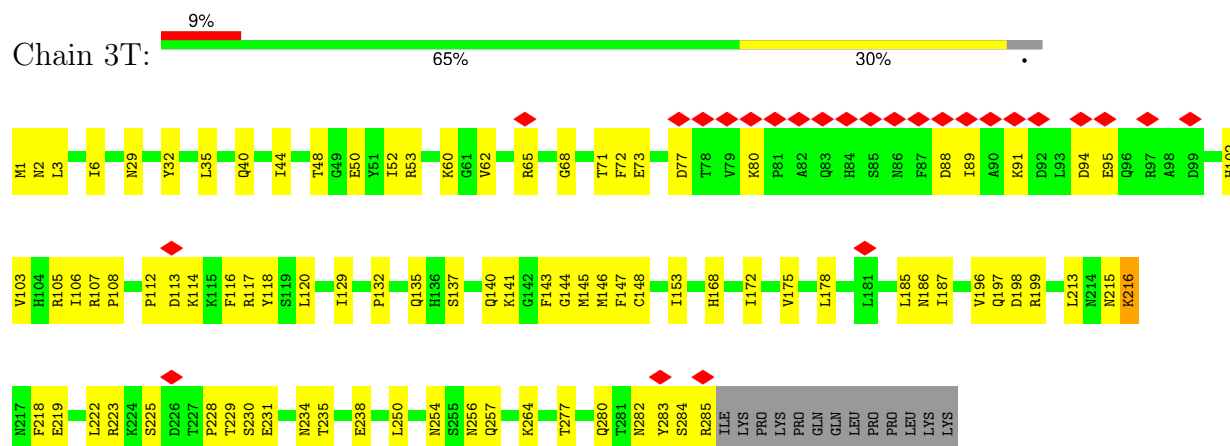 9%
Chain 3T:
65% 30% •
M1 N2 L3 I6 N29 Y32 L35 Q40 I44 T48 G49 E50 Y51 I52 R53 K60 G61 V62 R65 G68 T71 F72 E73 D77 T78 V79 K80 P81 A82 Q83 H84 S85 N86 F87 D88 I89 A90 K91 D92 L93 D94 E95 Q96 R97 A98 D99 H102
V103 H104 R105 I106 R107 P108 P112 D113 K114 K115 F116 R117 Y118 S119 L120 I129 P132 Q135 H136 S137 Q140 K141 G142 F143 G144 M145 M146 F147 C148 I153 H168 I172 V175 L178 L181 L185 N186 I187 V196 Q197 D198 R199 L213 N214 N215 K216
N217 F218 E219 L222 R223 K224 S225 D226 T227 P228 T229 S230 E231 N234 T235 E238 L250 N254 S255 N256 Q257 K264 T277 Q280 T281 N282 Y283 S284 R285 ILE LYS PRO LYS PRO GLN GLN LEU PRO PRO LEU LYS LYS